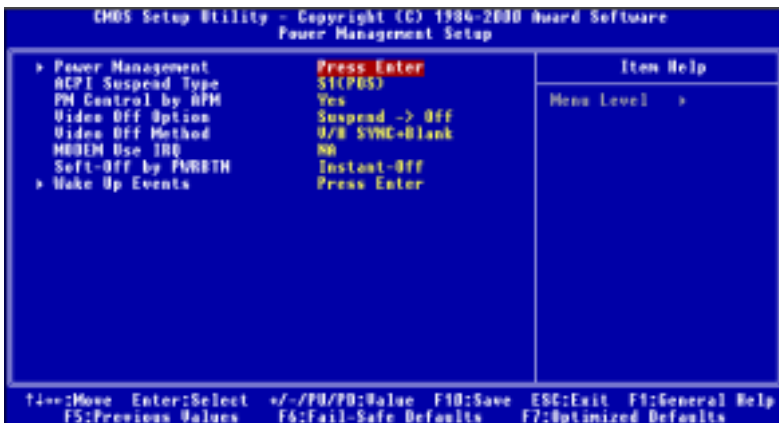 CMOS Setup Utility - Copyright (C) 1984-2000 Award Software
Power Management Setup
▸ Power Management Press Enter
ACPI Suspend Type S1(POS)
PM Control by APM Yes
Video Off Option Suspend -> Off
Video Off Method V/H SYNC+Blank
MODEM Use IRQ NA
Soft-Off by PWRBTN Instant-Off
▸ Wake Up Events Press Enter
Item Help
Menu Level ▸
↑↓→←:Move Enter:Select +/-/PU/PD:Value F10:Save ESC:Exit F1:General Help
F5:Previous Values F6:Fail-Safe Defaults F7:Optimized Defaults